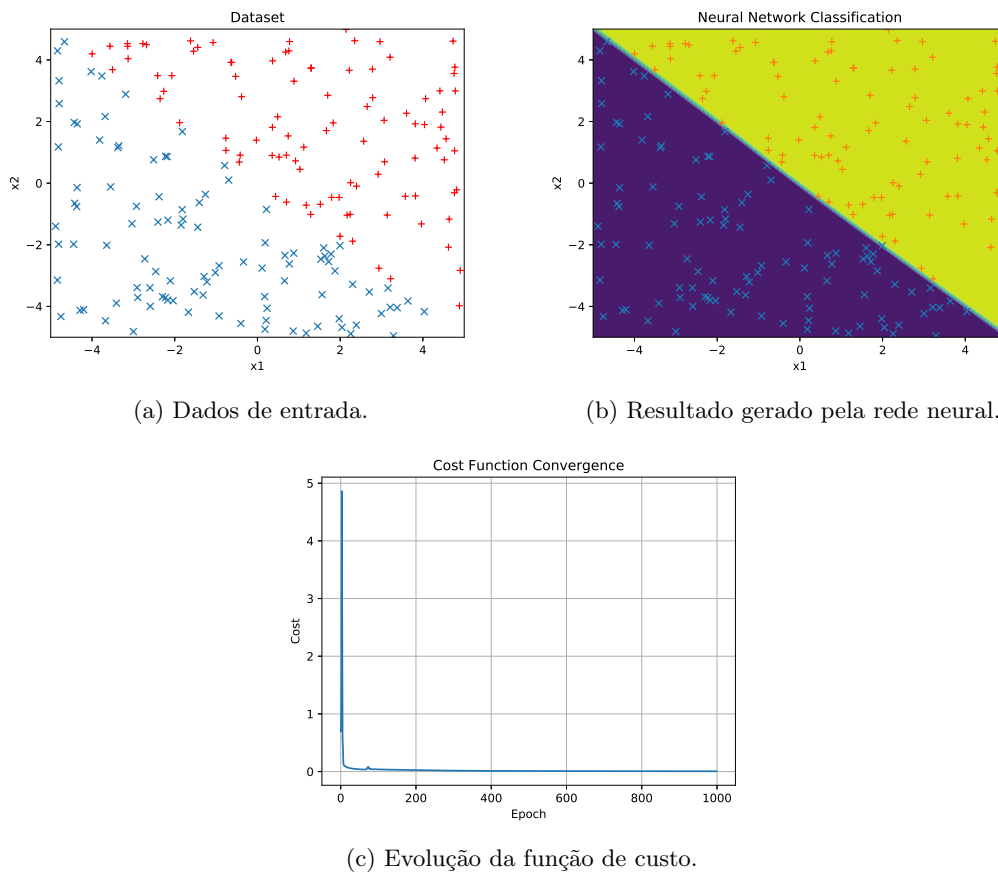 Dataset
4
2
0
−2
−4
x2
−4 −2 0 2 4
x1
(a) Dados de entrada.
Neural Network Classification
4
2
0
−2
−4
x2
−4 −2 0 2 4
x1
(b) Resultado gerado pela rede neural.
Cost Function Convergence
5
4
3
2
1
0
Cost
0 200 400 600 800 1000
Epoch
(c) Evolução da função de custo.